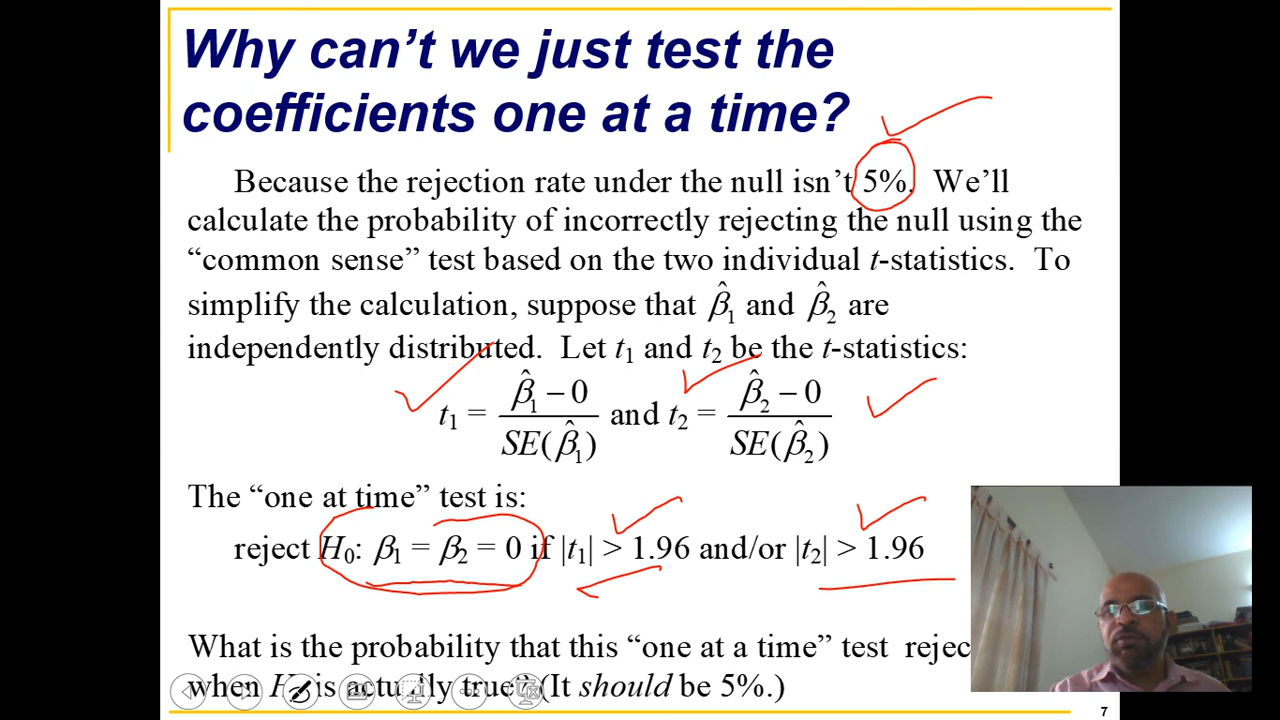 Why can't we just test the
coefficients one at a time?
Because the rejection rate under the null isn't 5%. We'll
calculate the probability of incorrectly rejecting the null using the
“common sense” test based on the two individual t-statistics. To
simplify the calculation, suppose that β̂₁ and β̂₂ are
independently distributed. Let t₁ and t₂ be the t-statistics:
t₁ = (β̂₁ − 0) / SE(β̂₁) and t₂ = (β̂₂ − 0) / SE(β̂₂)
The “one at time” test is:
reject H₀: β₁ = β₂ = 0 if |t₁| > 1.96 and/or |t₂| > 1.96
What is the probability that this “one at a time” test rejec
when H is actually true? (It should be 5%.)
7